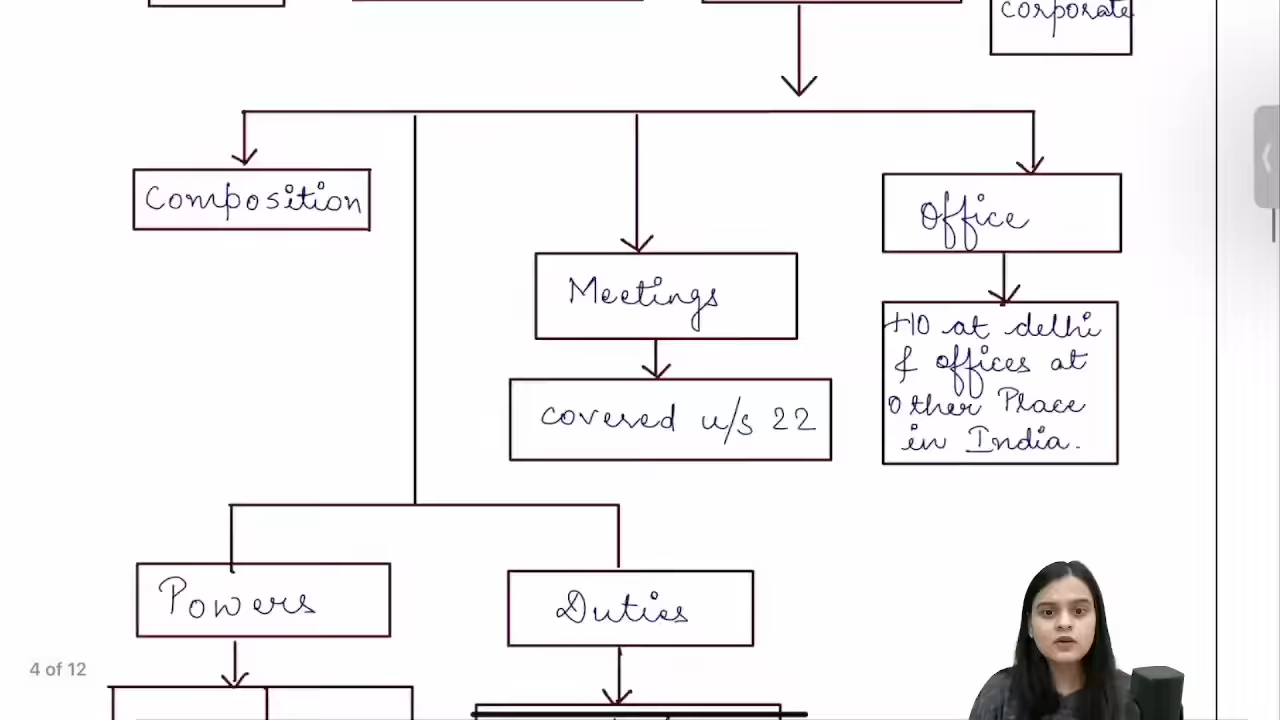 corporate
Composition
Office
Meetings
HO at delhi
& offices at
Other Place
in India.
covered u/s 22
Powers
Duties
4 of 12